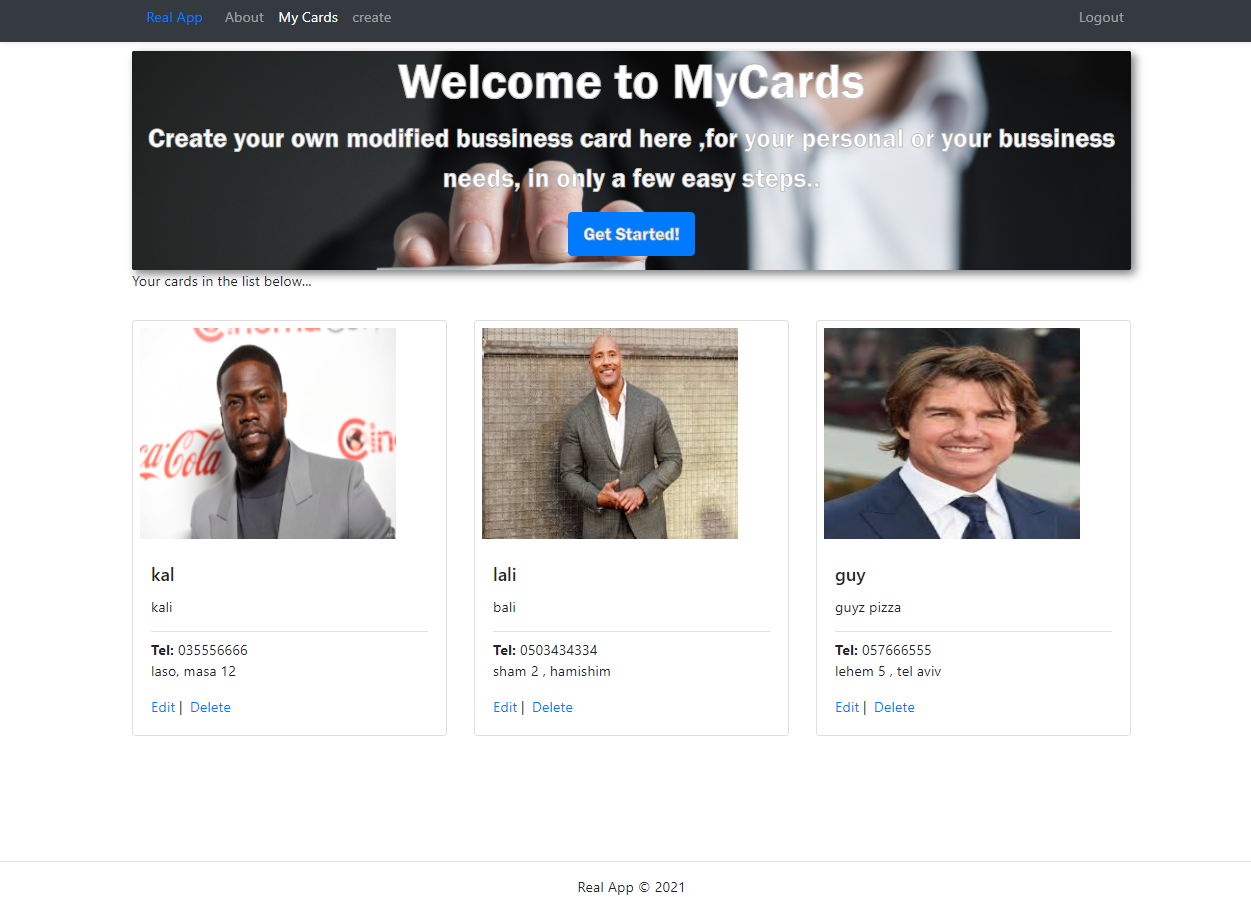 Real App About My Cards create Logout
Welcome to MyCards
Create your own modified bussiness card here ,for your personal or your bussiness
needs, in only a few easy steps..
Get Started!
Your cards in the list below...
Coca-Cola
kal
kali
Tel: 035556666
laso, masa 12
Edit | Delete
lali
bali
Tel: 0503434334
sham 2 , hamishim
Edit | Delete
guy
guyz pizza
Tel: 057666555
lehem 5 , tel aviv
Edit | Delete
Real App © 2021